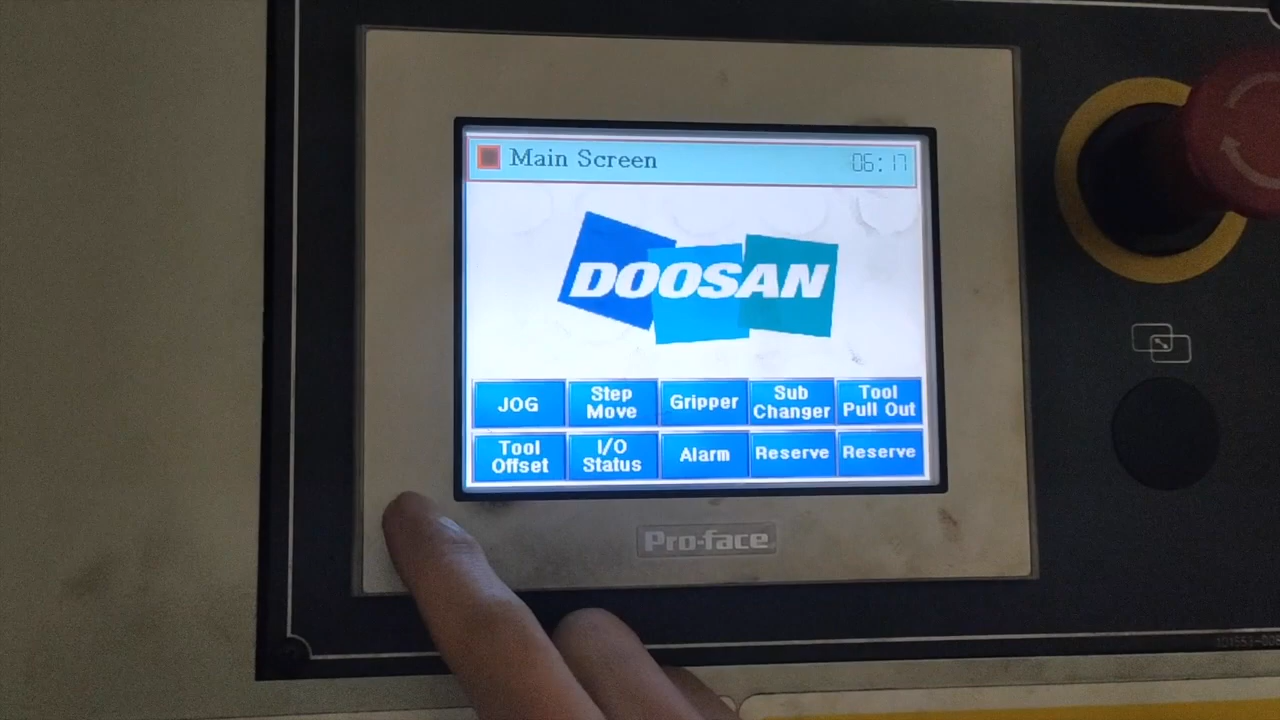 Main Screen 06:17
DOOSAN
JOG Step Move Gripper Sub Changer Tool Pull Out
Tool Offset I/O Status Alarm Reserve Reserve
Pro-face